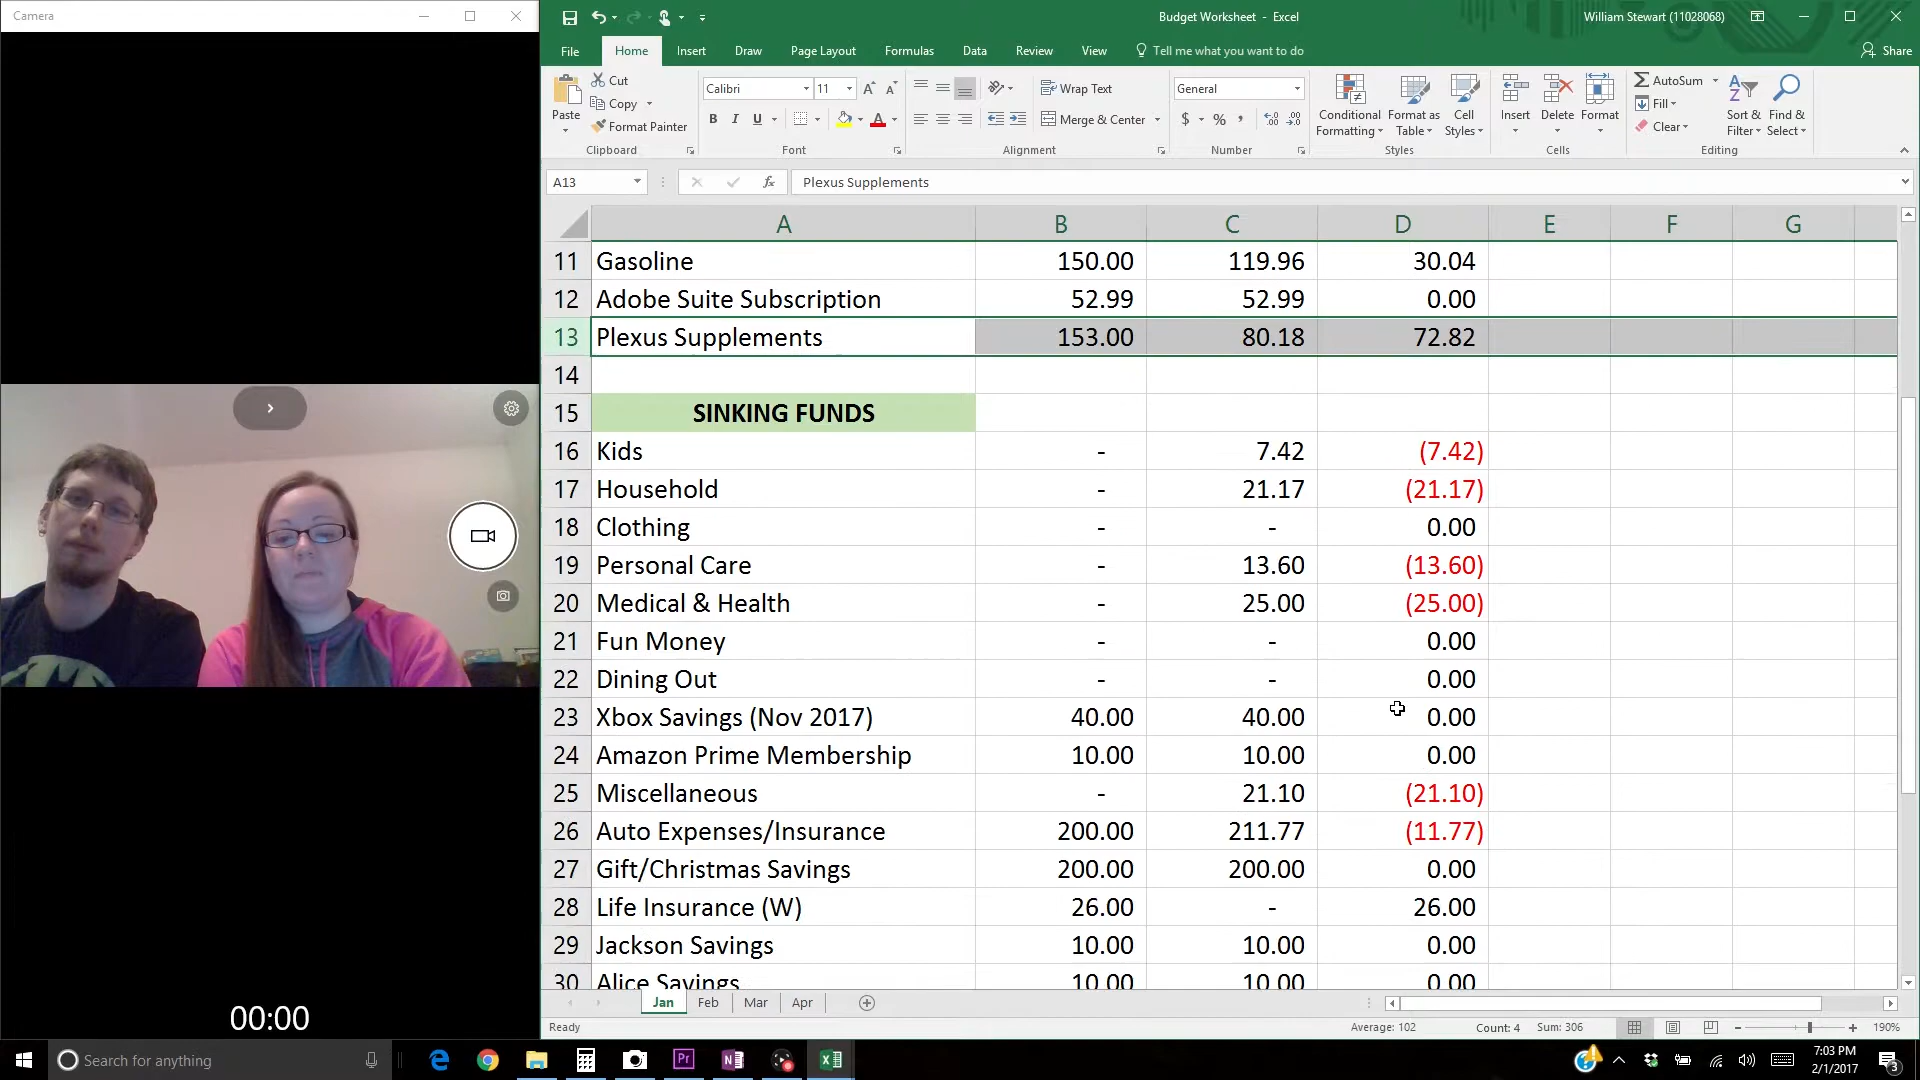 Camera
Budget Worksheet - Excel
William Stewart (11028068)
File Home Insert Draw Page Layout Formulas Data Review View Tell me what you want to do Share
Paste
Cut
Copy
Format Painter
Clipboard
Calibri 11
B I U
Font
Wrap Text
Merge & Center
Alignment
General
$ % ,
Number
Conditional Formatting
Format as Table
Cell Styles
Styles
Insert Delete Format
Cells
AutoSum
Fill
Clear
Sort & Filter
Find & Select
Editing
A13 fx Plexus Supplements
A B C D E F G
11 Gasoline 150.00 119.96 30.04
12 Adobe Suite Subscription 52.99 52.99 0.00
13 Plexus Supplements 153.00 80.18 72.82
14
15 SINKING FUNDS
16 Kids - 7.42 (7.42)
17 Household - 21.17 (21.17)
18 Clothing - - 0.00
19 Personal Care - 13.60 (13.60)
20 Medical & Health - 25.00 (25.00)
21 Fun Money - - 0.00
22 Dining Out - - 0.00
23 Xbox Savings (Nov 2017) 40.00 40.00 0.00
24 Amazon Prime Membership 10.00 10.00 0.00
25 Miscellaneous - 21.10 (21.10)
26 Auto Expenses/Insurance 200.00 211.77 (11.77)
27 Gift/Christmas Savings 200.00 200.00 0.00
28 Life Insurance (W) 26.00 - 26.00
29 Jackson Savings 10.00 10.00 0.00
30 Alice Savings 10.00 10.00 0.00
Jan Feb Mar Apr
00:00
Ready Average: 102 Count: 4 Sum: 306 190%
Search for anything
7:03 PM
2/1/2017
3